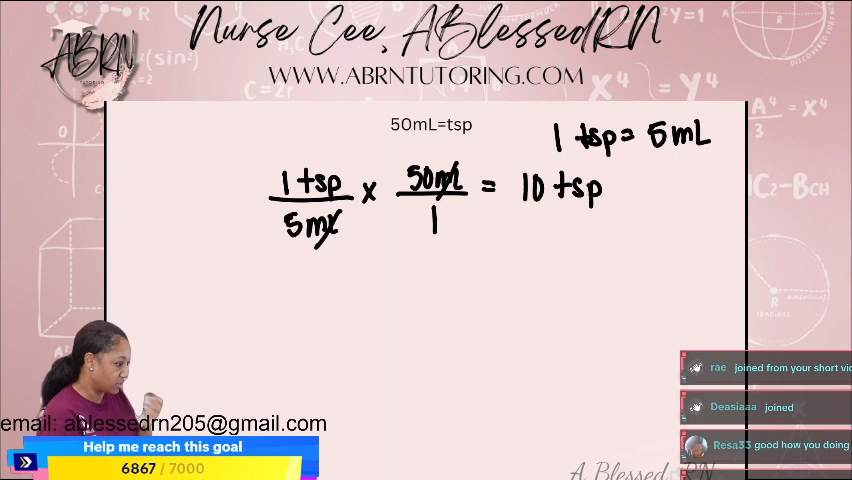 Nurse Cee, ABlessedRN
ABRN
TUTORING
WWW.ABRNTUTORING.COM
50mL=tsp
1 tsp = 5mL
1 tsp / 5mL x 50mL / 1 = 10 tsp
rae joined from your short vid
Deasiaaa joined
Resa33 good how you doing
email: ablessedrn205@gmail.com
Help me reach this goal
6867 / 7000
A Blessed RN